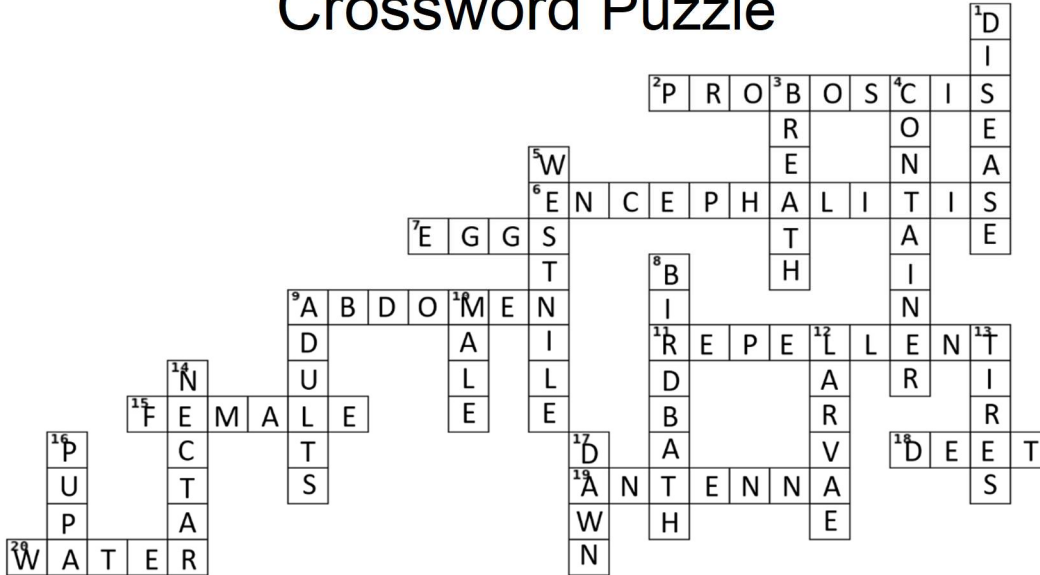 Crossword Puzzle
1 DISEASE
2 PROBOSCIS
3 BREATH
4 CONTAINER
5 WESTNILE
6 ENCEPHALITIS
7 EGGS
8 BIRDBATH
9 ABDOMEN
9 ADULTS
10 MALE
11 REPELLENT
12 LARVAE
13 TIRES
14 NECTAR
15 FEMALE
16 PUPA
17 DAWN
18 DEET
19 ANTENNAE
20 WATER